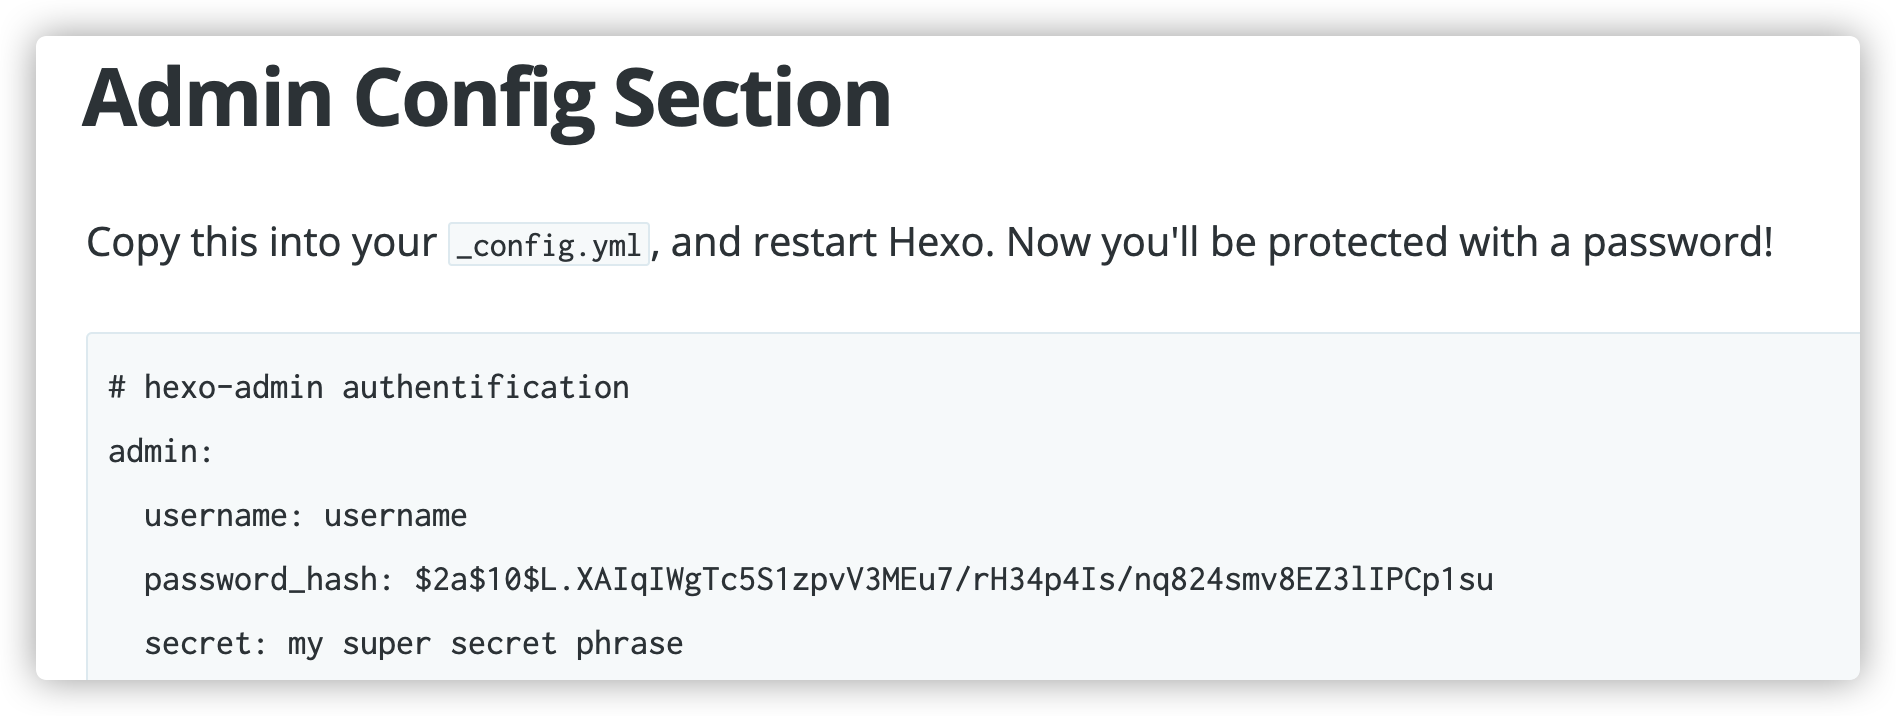 Admin Config Section
Copy this into your _config.yml, and restart Hexo. Now you'll be protected with a password!
# hexo-admin authentification
admin:
  username: username
  password_hash: $2a$10$L.XAIqIWgTc5S1zpvV3MEu7/rH34p4Is/nq824smv8EZ3lIPCp1su
  secret: my super secret phrase